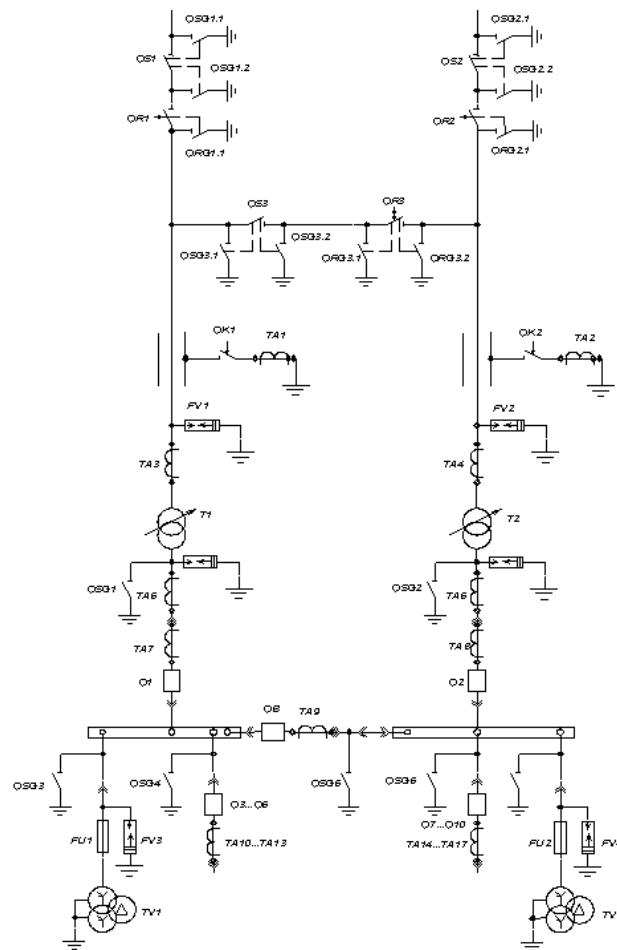 QSG1.1
QSG2.1
QS1
QSG1.2
QS2
QSG2.2
QR1
QR2
QRG1.1
QRG2.1
QS3
QR3
QSG3.1
QSG3.2
QRG3.1
QRG3.2
QK1
TA1
QK2
TA2
FV1
FV2
TA3
TA4
T1
T2
QSG1
TA6
QSG2
TA6
TA7
TA8
Q1
Q2
Q8
TA9
QSG3
QSG4
QSG6
QSG6
Q3...Q6
Q7...Q10
FU1
FV3
TA10...TA13
TA14...TA17
FU2
TV1